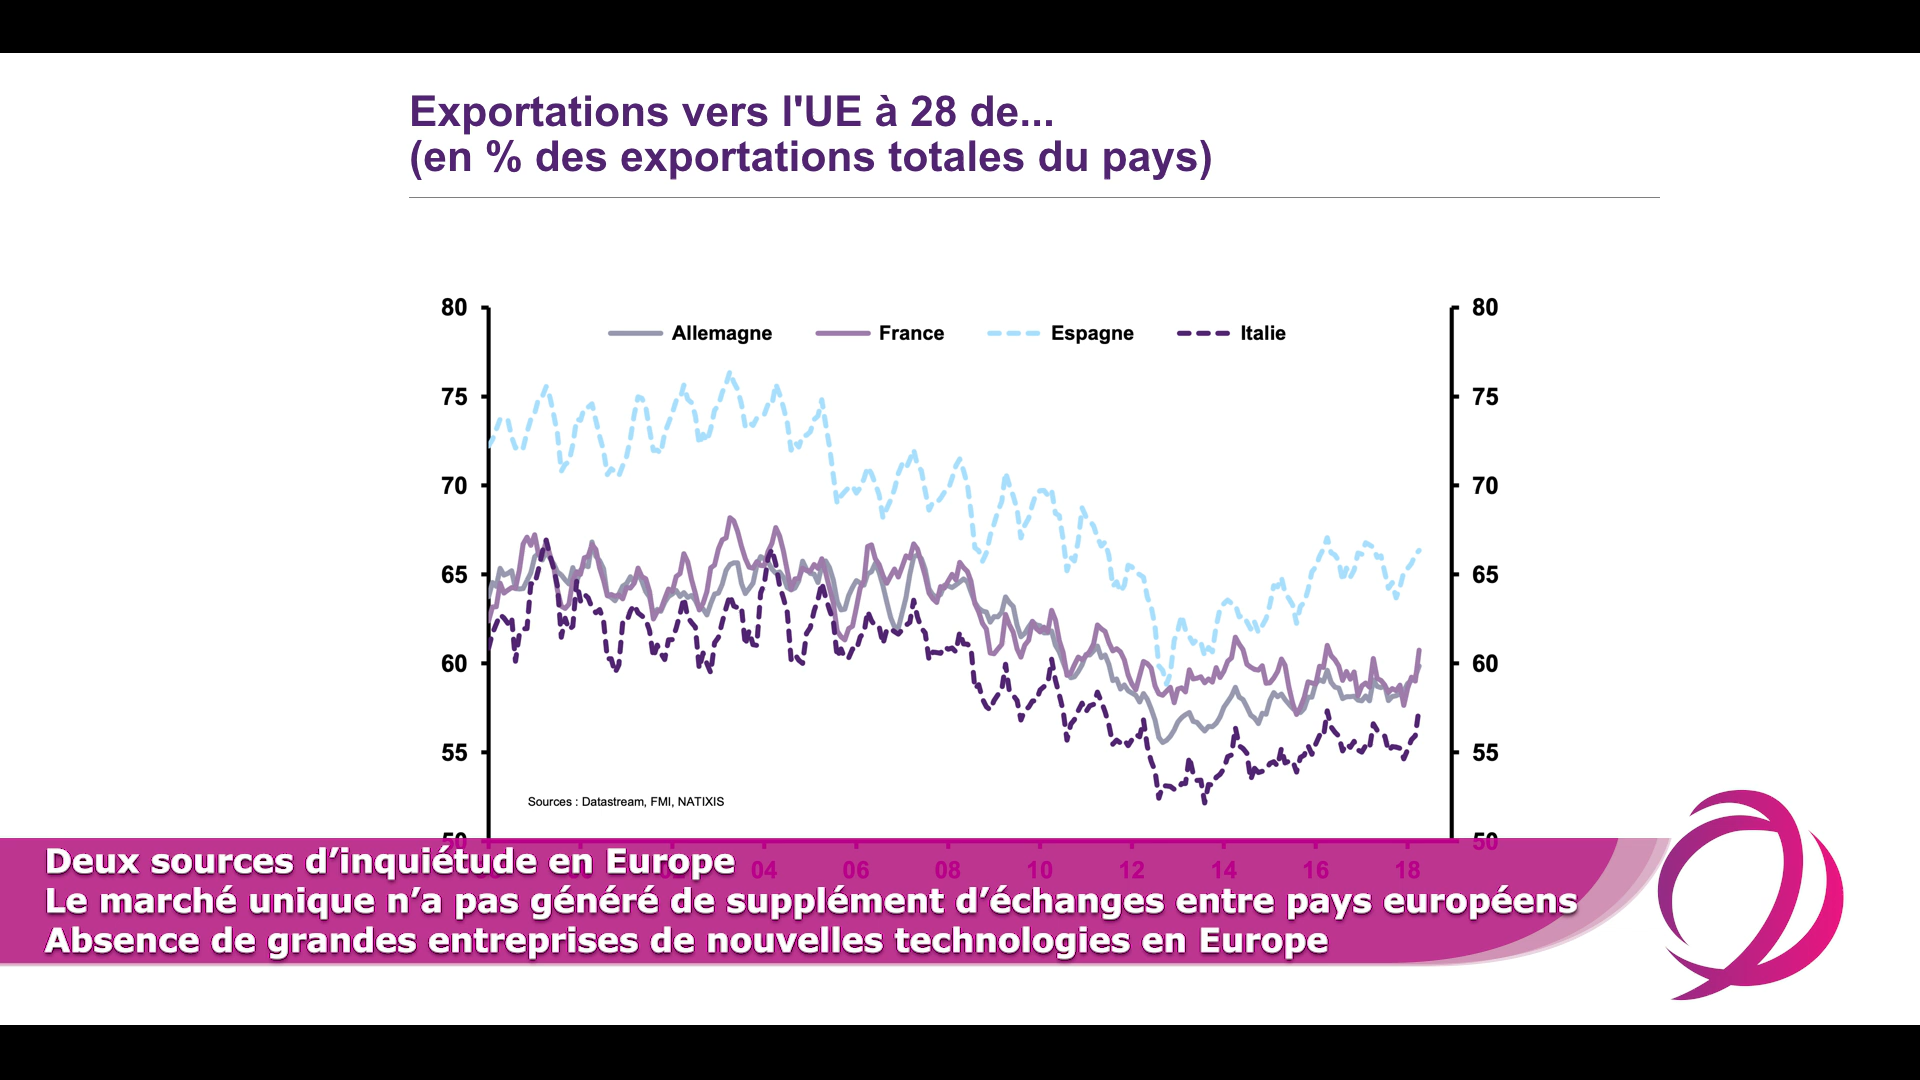 Exportations vers l'UE à 28 de...
(en % des exportations totales du pays)
80 80
Allemagne France Espagne Italie
75 75
70 70
65 65
60 60
55 55
Sources : Datastream, FMI, NATIXIS
50 50
04 06 08 10 12 14 16 18
Deux sources d’inquiétude en Europe
Le marché unique n’a pas généré de supplément d’échanges entre pays européens
Absence de grandes entreprises de nouvelles technologies en Europe